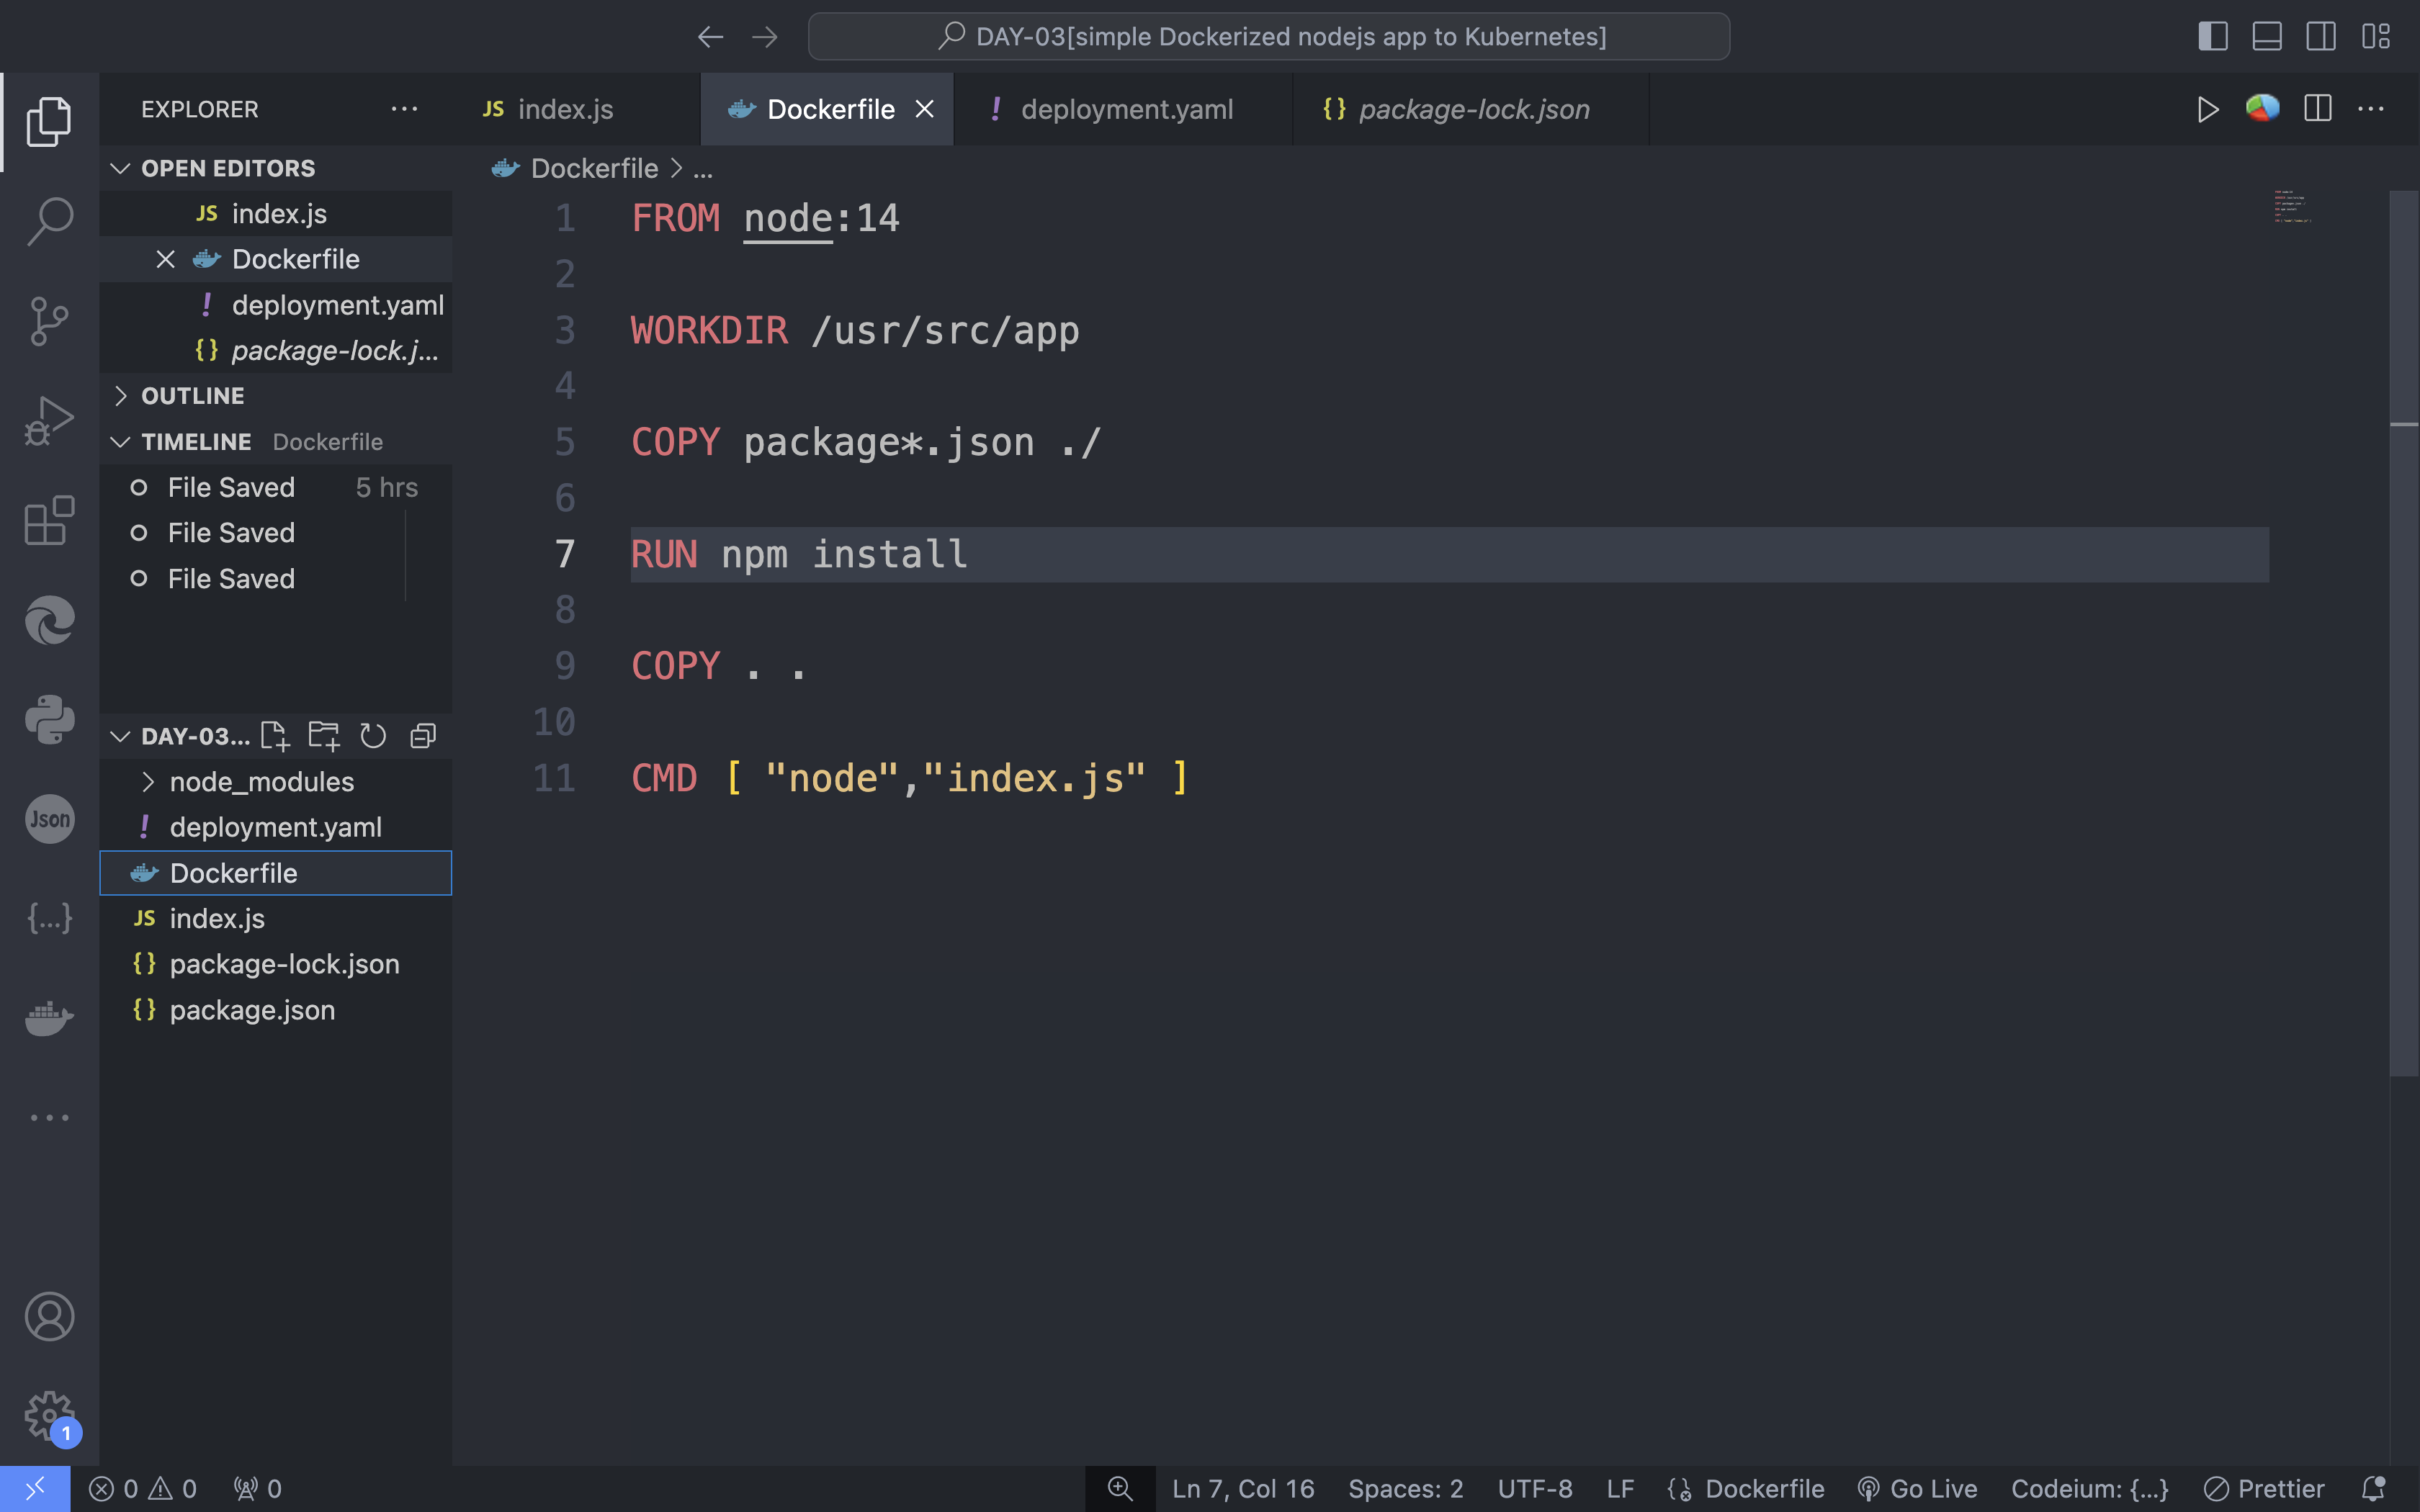 DAY-03[simple Dockerized nodejs app to Kubernetes]
EXPLORER
JS index.js
Dockerfile
! deployment.yaml
{} package-lock.json
OPEN EDITORS
JS index.js
Dockerfile
! deployment.yaml
{} package-lock.j...
OUTLINE
TIMELINE Dockerfile
File Saved 5 hrs
File Saved
File Saved
DAY-03...
node_modules
! deployment.yaml
Dockerfile
JS index.js
{} package-lock.json
{} package.json
Json
{...}
1
Dockerfile > ...
1 FROM node:14
2
3 WORKDIR /usr/src/app
4
5 COPY package*.json ./
6
7 RUN npm install
8
9 COPY . .
10
11 CMD [ "node","index.js" ]
0 0 0
Ln 7, Col 16 Spaces: 2 UTF-8 LF Dockerfile Go Live Codeium: {...} Prettier